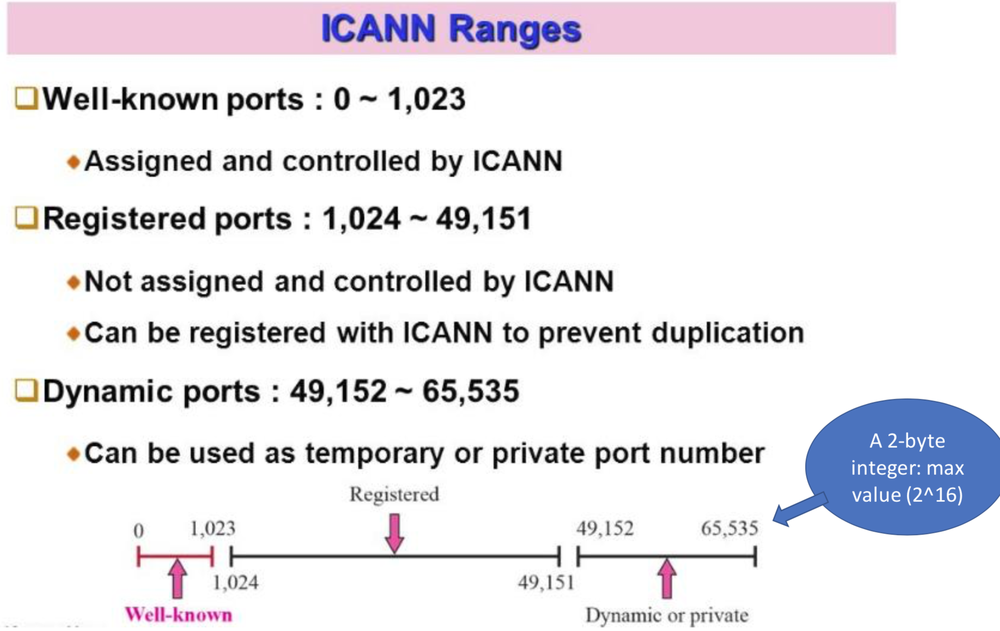 ICANN Ranges
Well-known ports : 0 ~ 1,023
Assigned and controlled by ICANN
Registered ports : 1,024 ~ 49,151
Not assigned and controlled by ICANN
Can be registered with ICANN to prevent duplication
Dynamic ports : 49,152 ~ 65,535
Can be used as temporary or private port number
A 2-byte
integer: max
value (2^16)
Registered
0 1,023 49,152 65,535
1,024 49,151
Well-known Dynamic or private